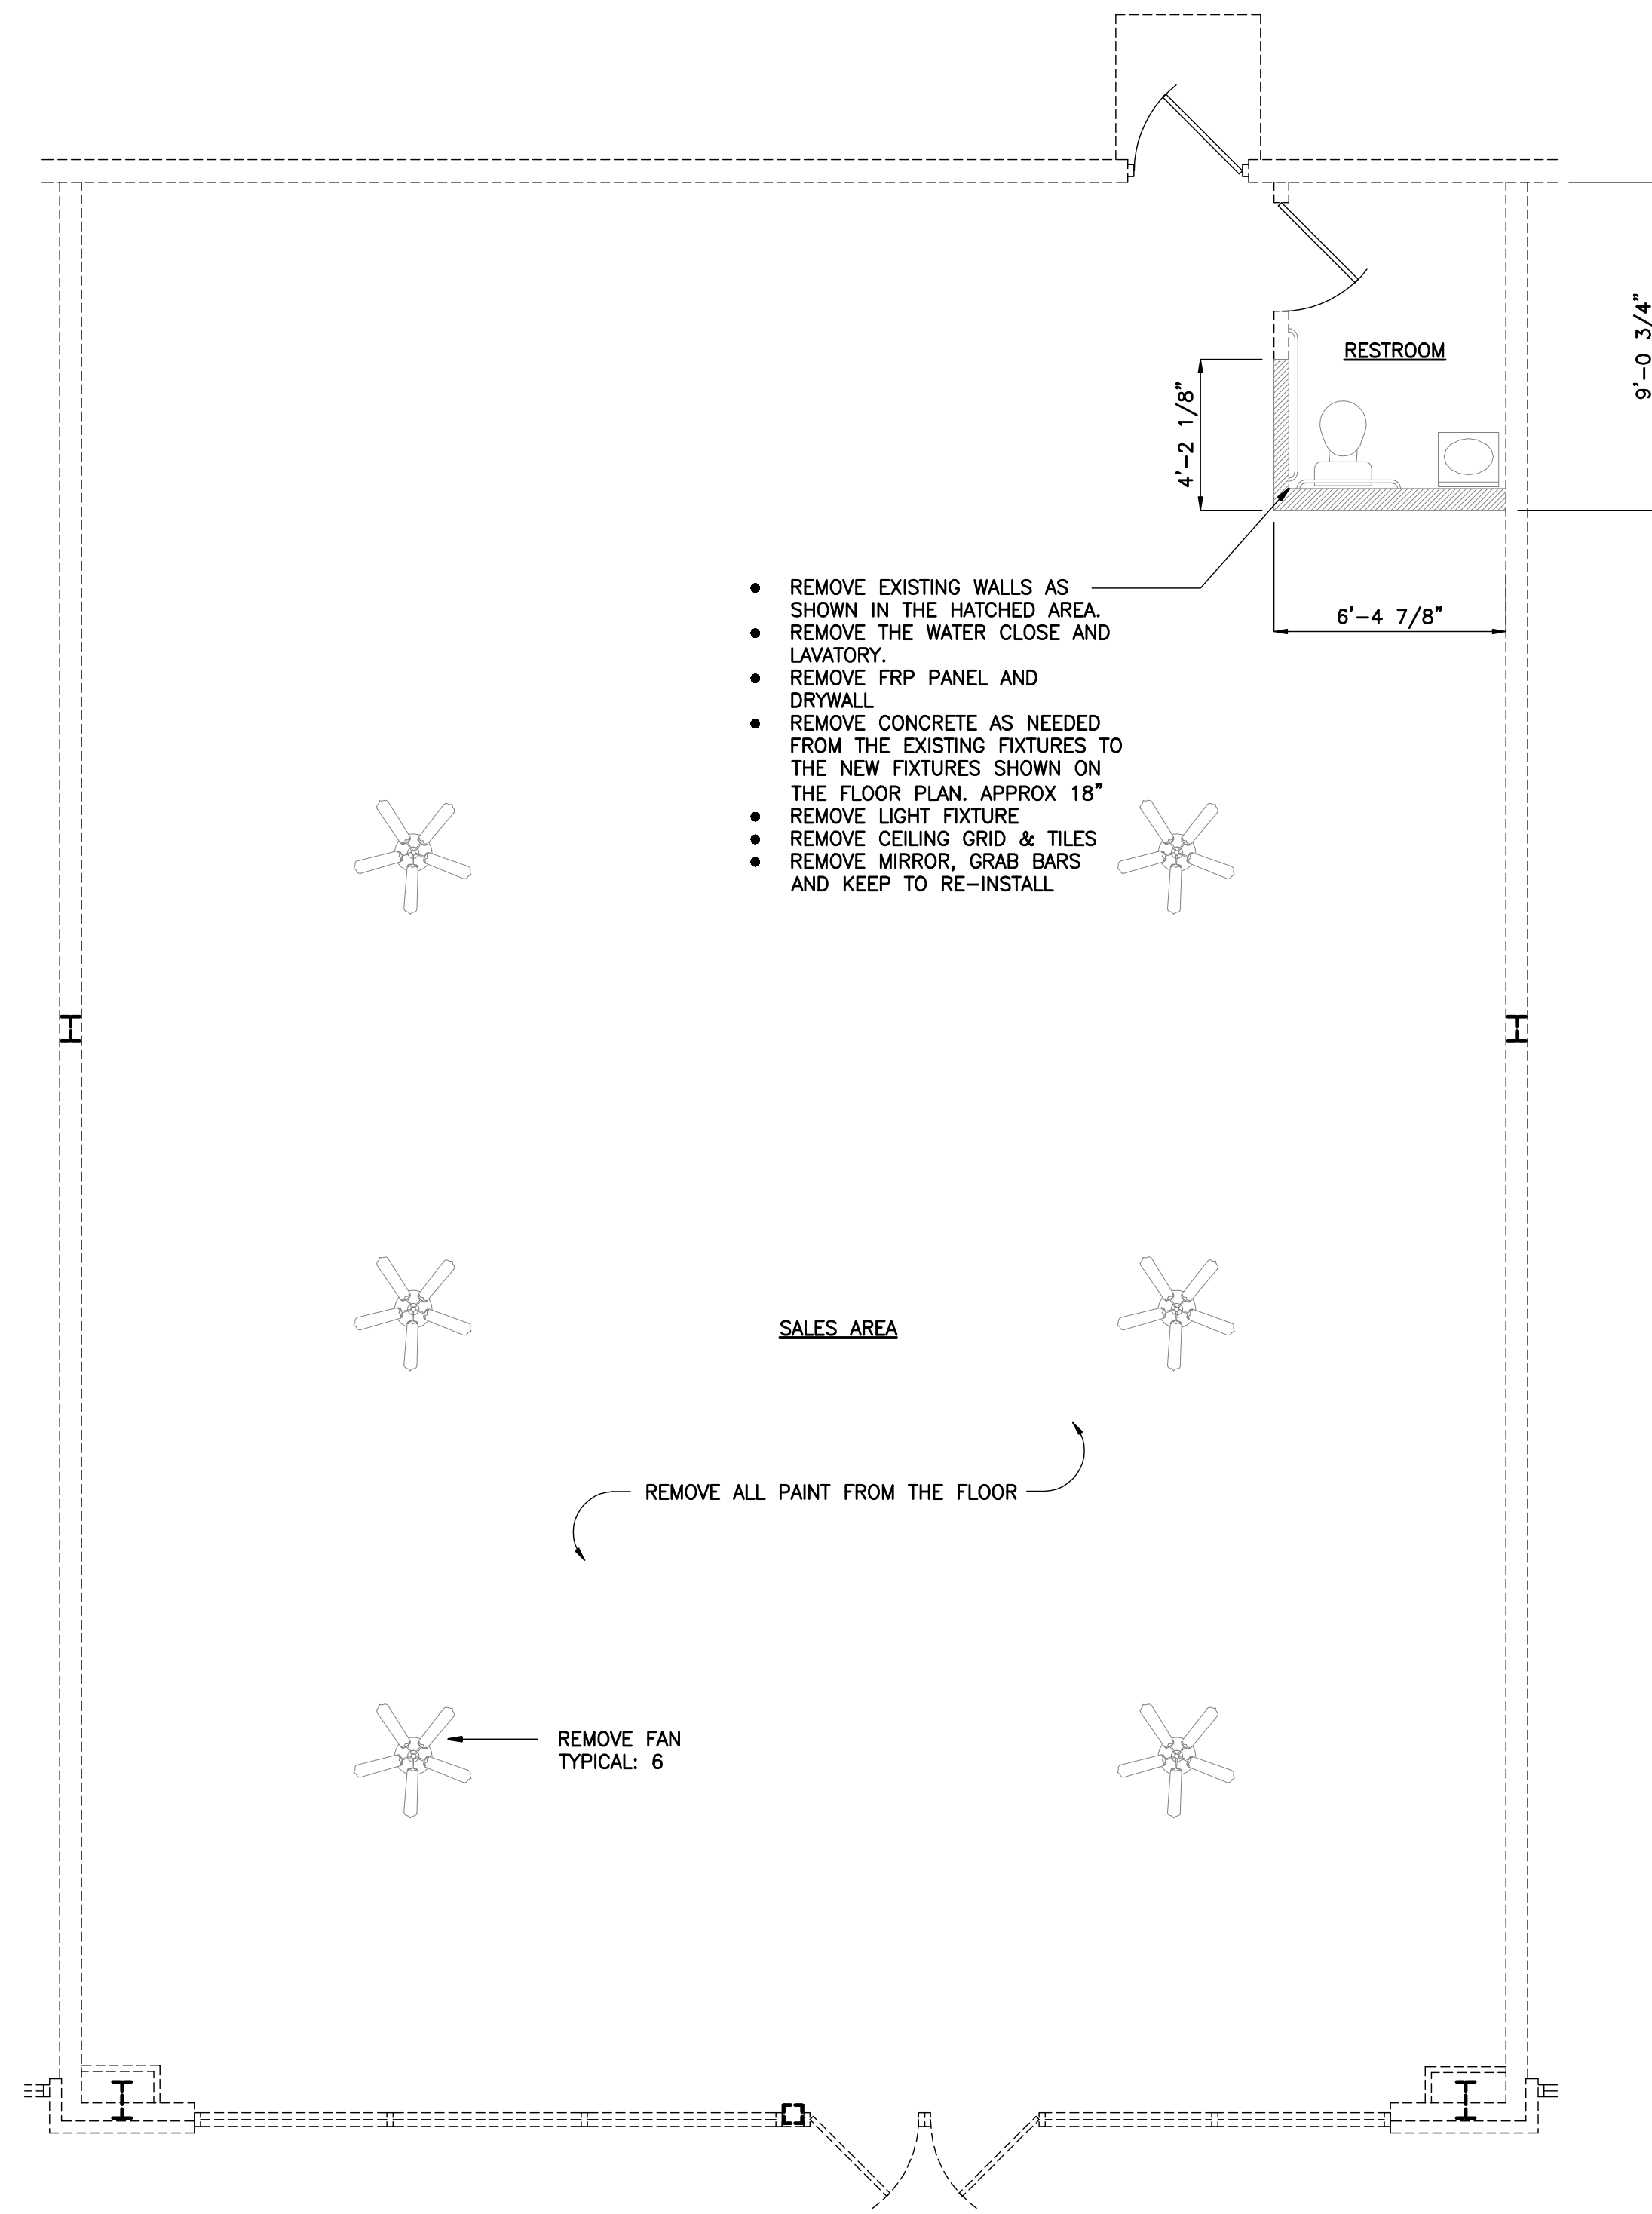 RESTROOM
9'-0 3/4"
4'-2 1/8"
• REMOVE EXISTING WALLS AS
SHOWN IN THE HATCHED AREA.
• REMOVE THE WATER CLOSE AND
LAVATORY.
• REMOVE FRP PANEL AND
DRYWALL
• REMOVE CONCRETE AS NEEDED
FROM THE EXISTING FIXTURES TO
THE NEW FIXTURES SHOWN ON
THE FLOOR PLAN. APPROX 18"
• REMOVE LIGHT FIXTURE
• REMOVE CEILING GRID & TILES
• REMOVE MIRROR, GRAB BARS
AND KEEP TO RE-INSTALL
6'-4 7/8"
SALES AREA
REMOVE ALL PAINT FROM THE FLOOR
REMOVE FAN
TYPICAL: 6